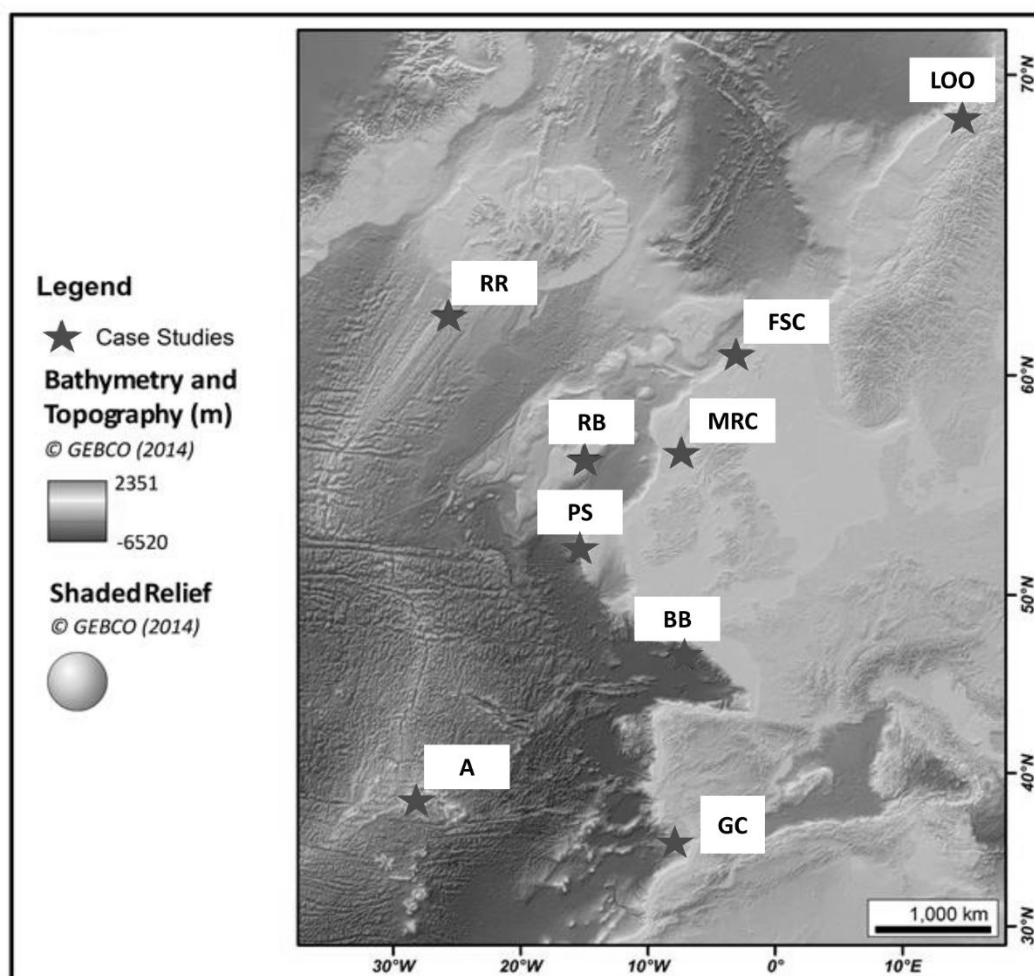 LOO
RR
FSC
RB
MRC
PS
BB
A
GC
70°N
60°N
50°N
40°N
30°N
30°W
20°W
10°W
0°
10°E
1,000 km
Legend
Case Studies
Bathymetry and
Topography (m)
© GEBCO (2014)
2351
-6520
Shaded Relief
© GEBCO (2014)